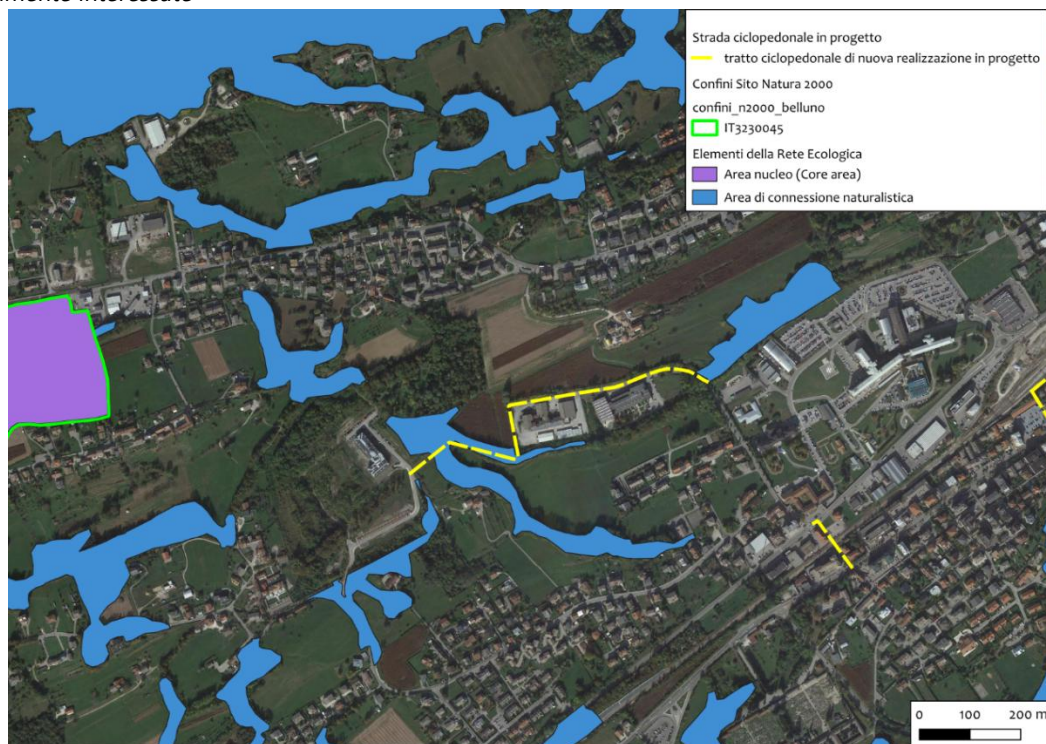 interessato
Strada ciclopedonale in progetto
tratto ciclopedonale di nuova realizzazione in progetto
Confini Sito Natura 2000
confini_n2000_belluno
IT3230045
Elementi della Rete Ecologica
Area nucleo (Core area)
Area di connessione naturalistica
0 100 200 m